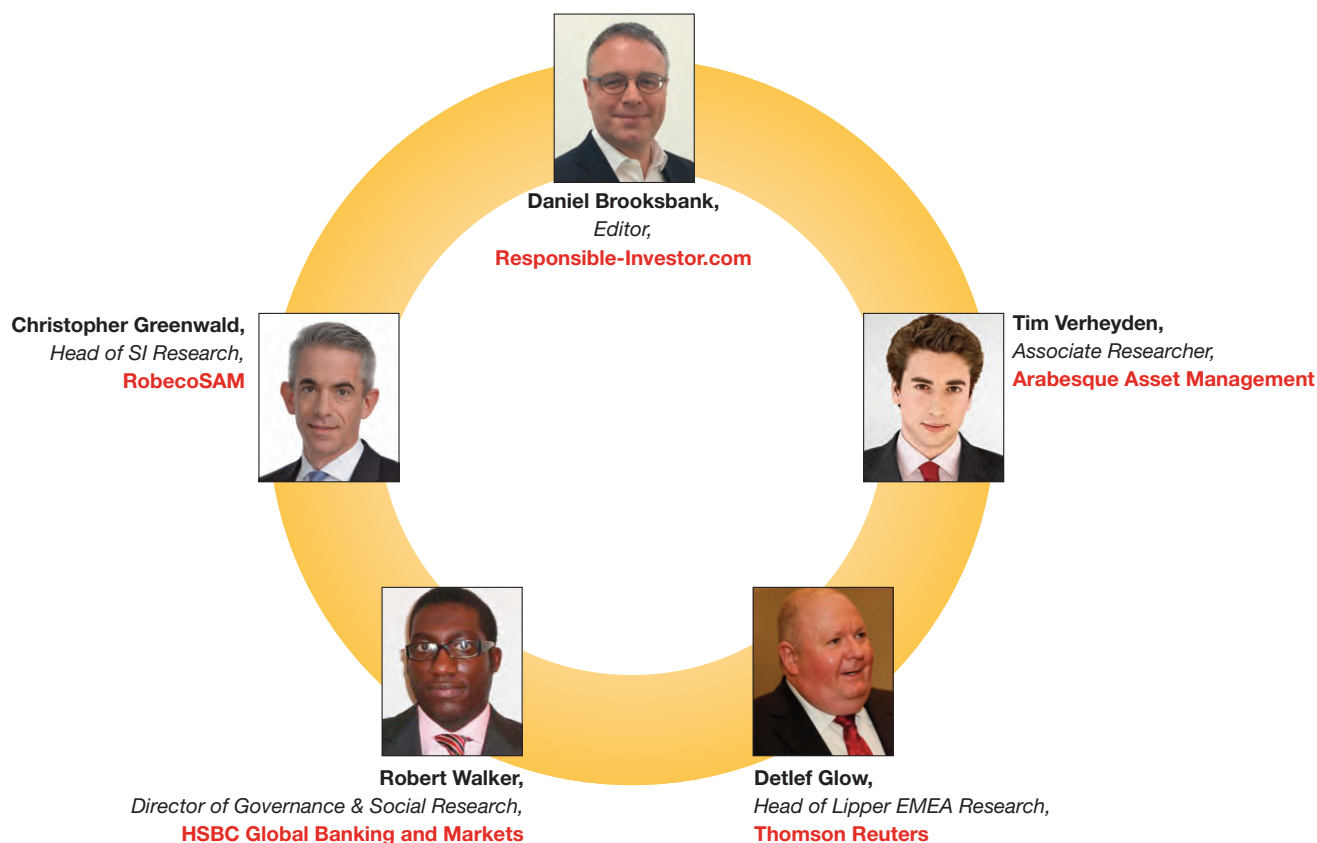 Daniel Brooksbank,
Editor,
Responsible-Investor.com
Christopher Greenwald,
Head of SI Research,
RobecoSAM
Tim Verheyden,
Associate Researcher,
Arabesque Asset Management
Robert Walker,
Director of Governance & Social Research,
HSBC Global Banking and Markets
Detlef Glow,
Head of Lipper EMEA Research,
Thomson Reuters